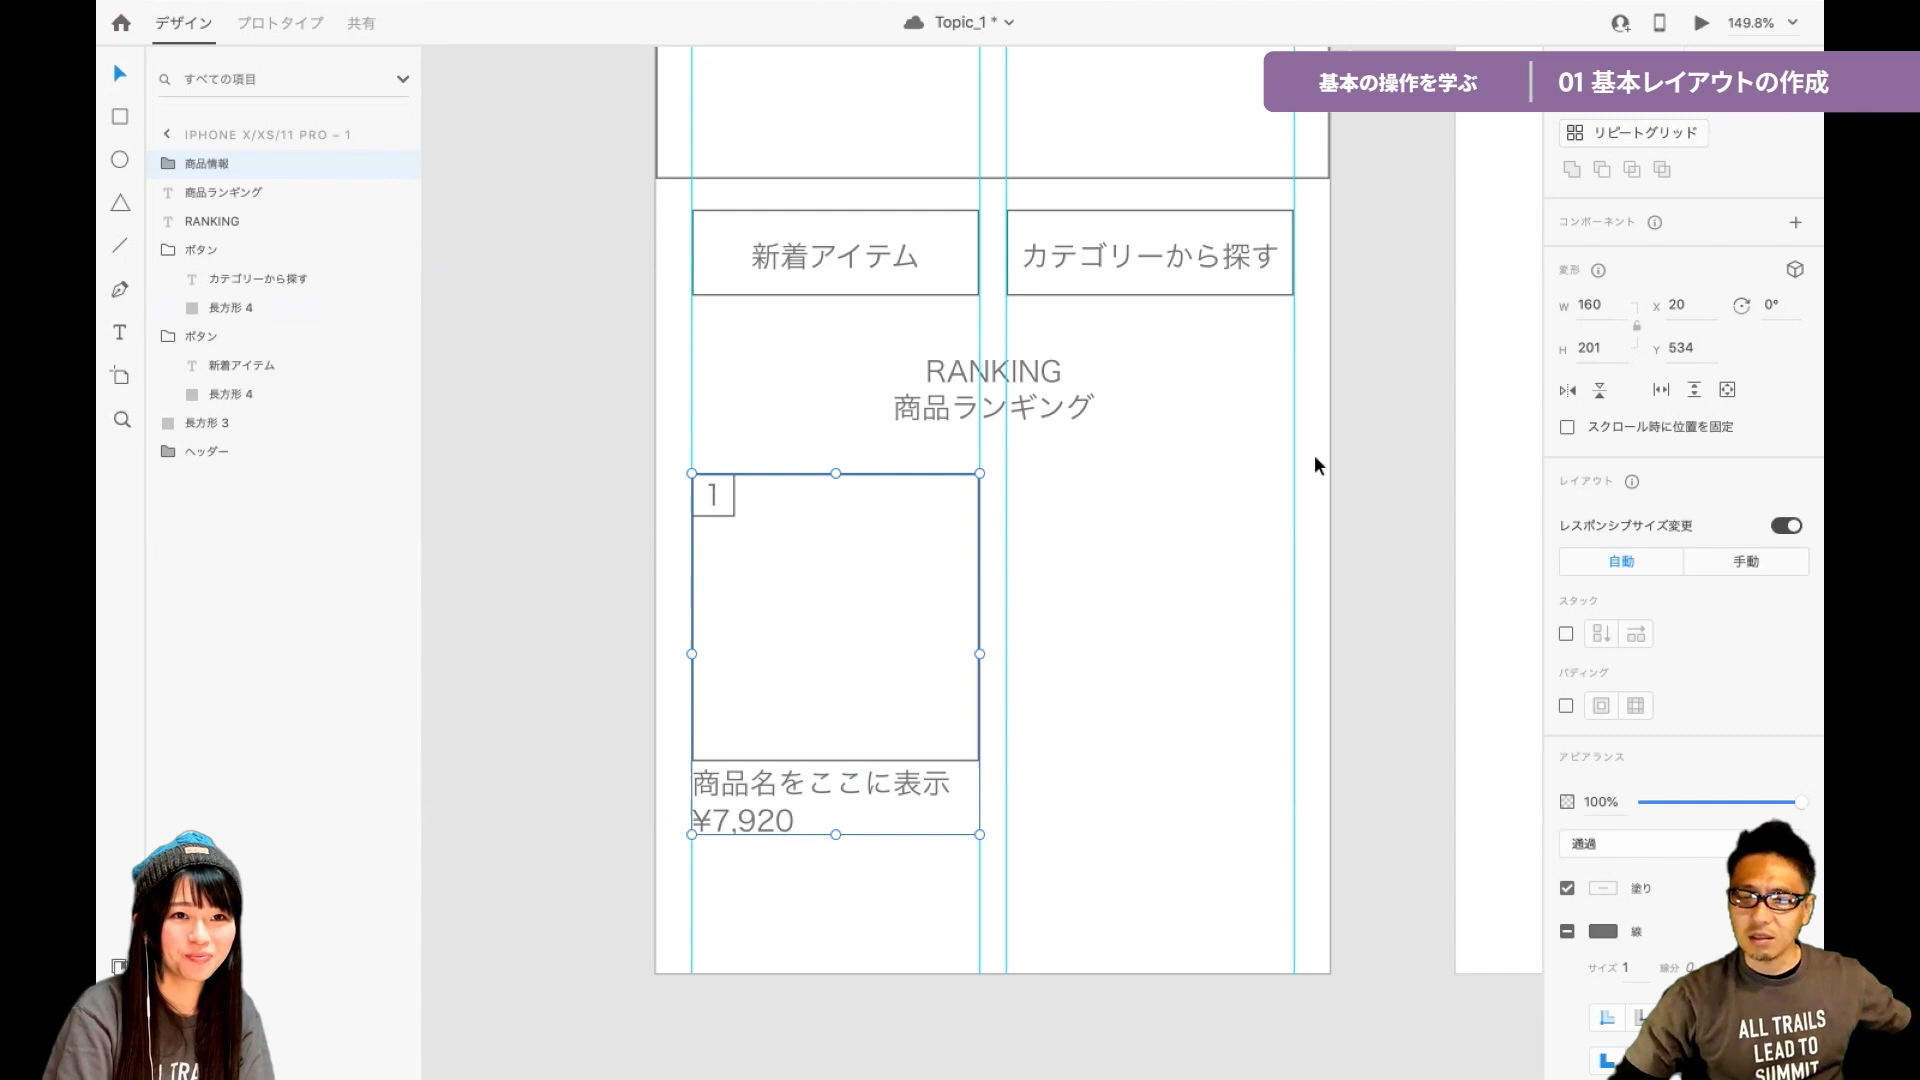 デザイン プロトタイプ 共有
Topic_1 *
149.8%
基本の操作を学ぶ
01 基本レイアウトの作成
すべての項目
IPHONE X/XS/11 PRO – 1
商品情報
商品ランギング
RANKING
ボタン
カテゴリーから探す
長方形 4
ボタン
新着アイテム
長方形 4
長方形 3
ヘッダー
新着アイテム
カテゴリーから探す
RANKING
商品ランギング
1
商品名をここに表示
¥7,920
リピートグリッド
コンポーネント
変形
W 160 X 20 0°
H 201 Y 534
スクロール時に位置を固定
レイアウト
レスポンシブサイズ変更
自動 手動
スタック
パディング
アピアランス
100%
通過
塗り
線
サイズ 1 線分 0
ALL TRAILS
LEAD TO
SUMMIT